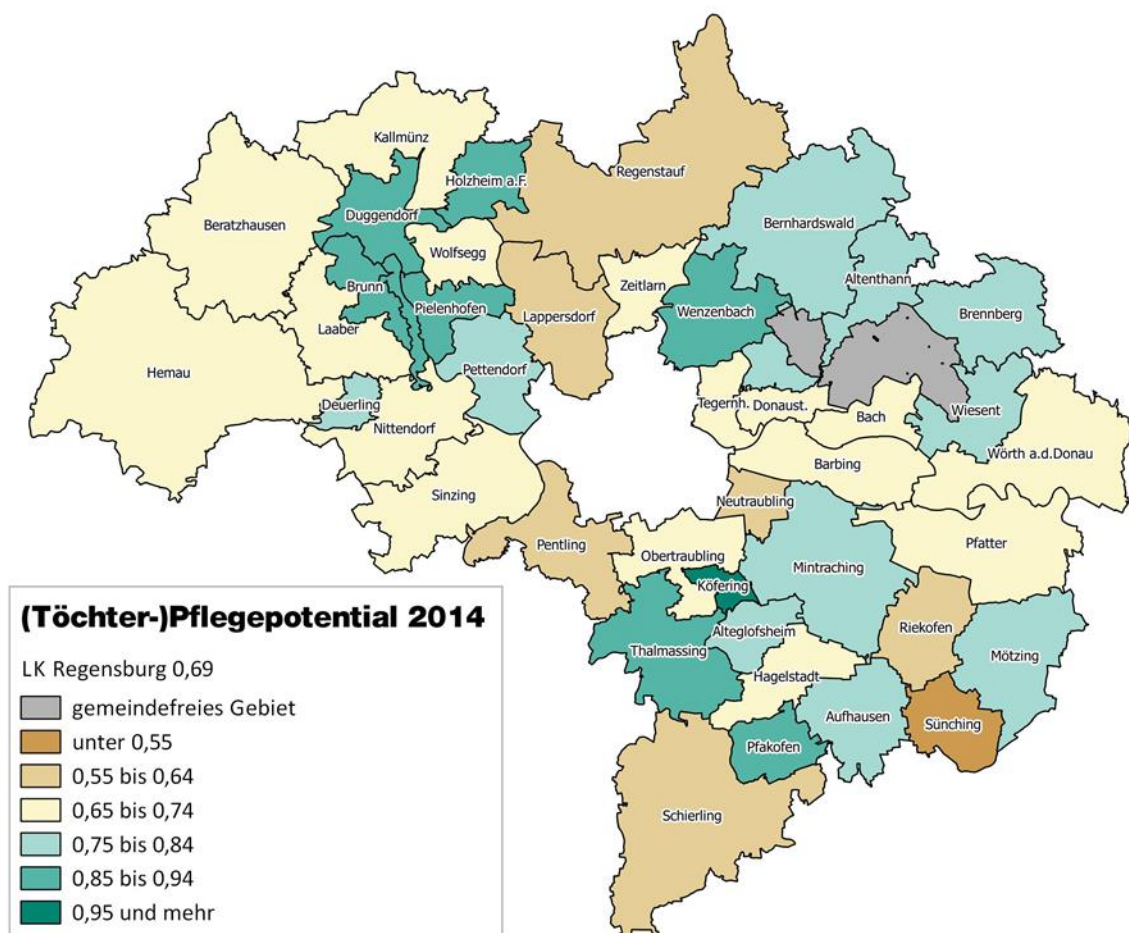 Kallmünz
Holzheim a.F.
Regenstauf
Duggendorf
Beratzhausen
Bernhardswald
Wolfsegg
Altenthann
Brunn
Zeitlarn
Pielenhofen
Lappersdorf
Wenzenbach
Brennberg
Laaber
Hemau
Pettendorf
Deuerling
Tegernh.
Donaust.
Bach
Wiesent
Nittendorf
Wörth a.d.Donau
Barbing
Sinzing
Neutraubling
Pentling
Obertraubling
Pfatter
Mintraching
Köfering
Riekofen
Alteglofsheim
Thalmassing
Mötzing
Hagelstadt
Aufhausen
Sünching
Pfakofen
Schierling
(Töchter-)Pflegepotential 2014
LK Regensburg 0,69
gemeindefreies Gebiet
unter 0,55
0,55 bis 0,64
0,65 bis 0,74
0,75 bis 0,84
0,85 bis 0,94
0,95 und mehr